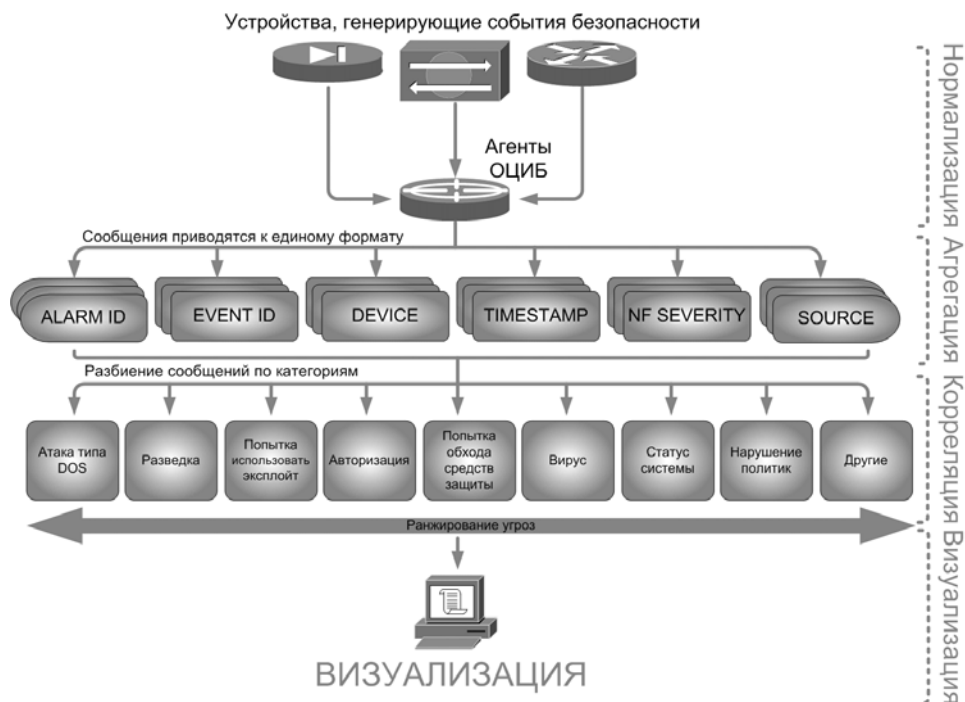 Устройства, генерирующие события безопасности
Агенты
ОЦИБ
Сообщения приводятся к единому формату
ALARM ID
EVENT ID
DEVICE
TIMESTAMP
NF SEVERITY
SOURCE
Разбиение сообщений по категориям
Атака типа
DOS
Разведка
Попытка
использовать
эксплойт
Авторизация
Попытка
обхода
средств
защиты
Вирус
Статус
системы
Нарушение
политик
Другие
Ранжирование угроз
ВИЗУАЛИЗАЦИЯ
Нормализация
Агрегация
Корреляция
Визуализация